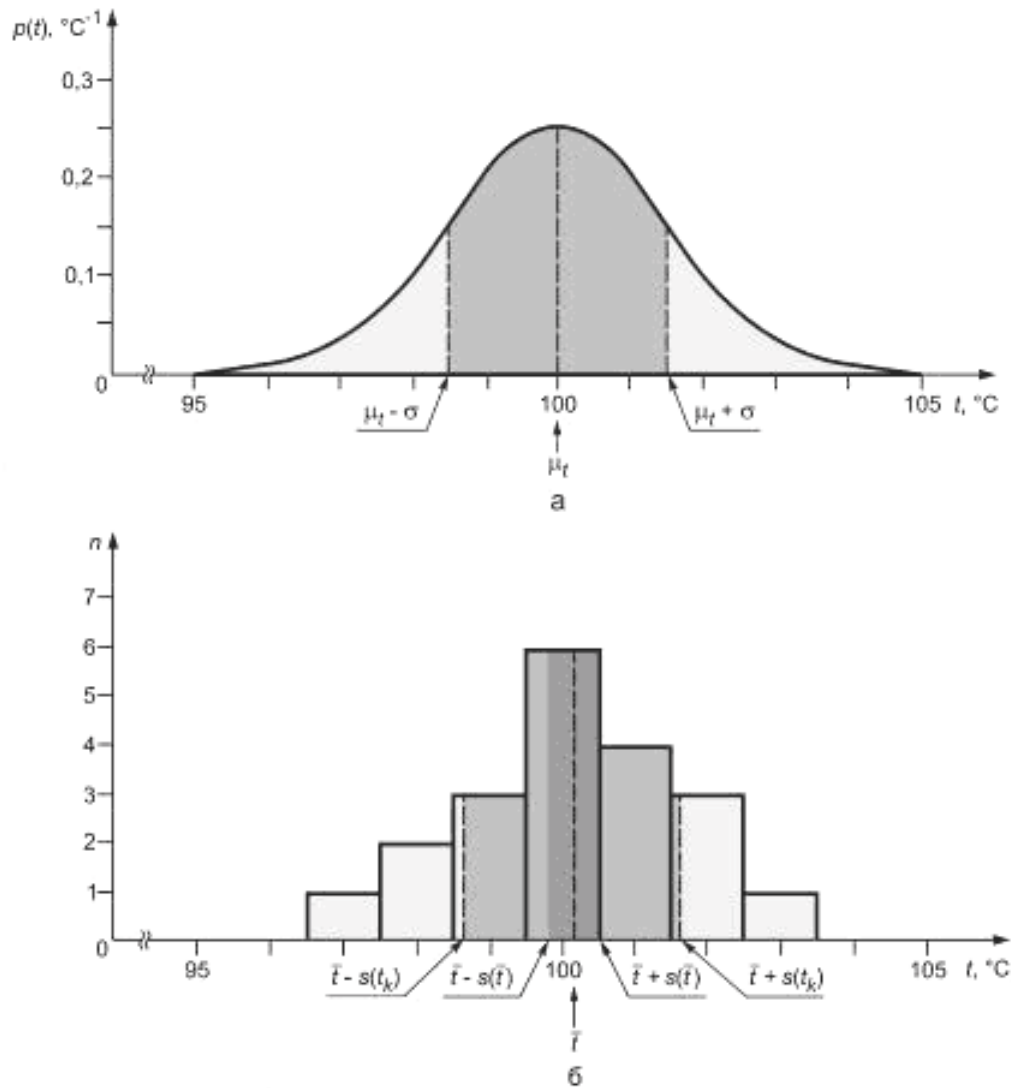 p(t), °C⁻¹
0,3
0,2
0,1
0
95
100
105
t, °C
μₜ - σ
μₜ + σ
μₜ
а
n
7
6
5
4
3
2
1
0
95
100
105
t, °C
t̄ - s(tₖ)
t̄ - s(t̄)
t̄ + s(t̄)
t̄ + s(tₖ)
t̄
б